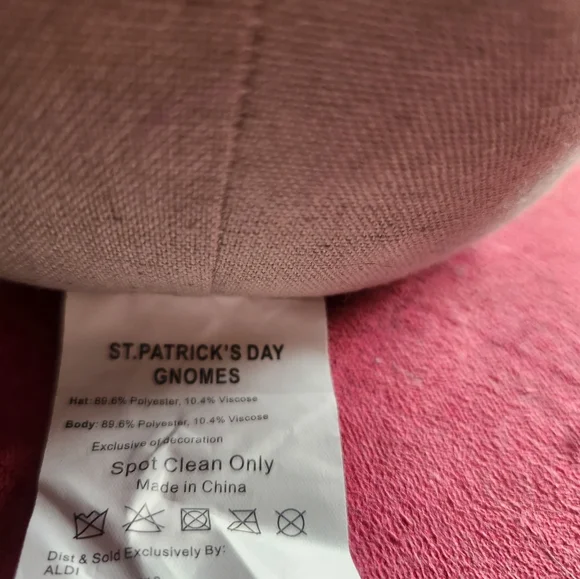 ST.PATRICK'S DAY
GNOMES
Hat: 89.6% Polyester, 10.4% Viscose
Body: 89.6% Polyester, 10.4% Viscose
Exclusive of decoration
Spot Clean Only
Made in China
Dist & Sold Exclusively By:
ALDI